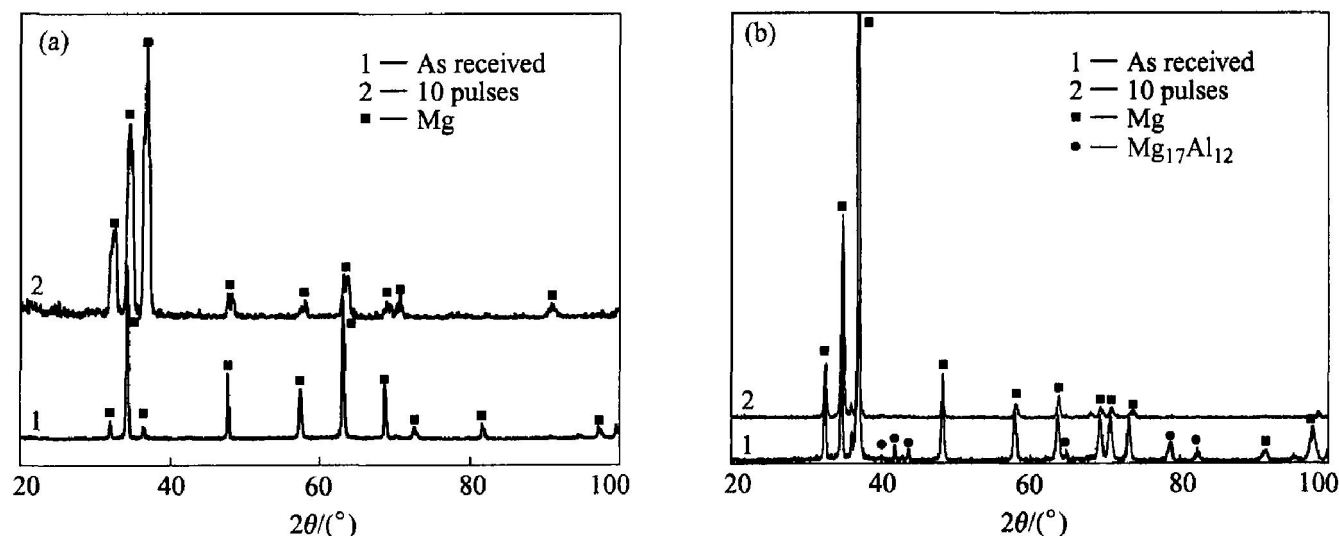 (a)
1 — As received
2 — 10 pulses
■ — Mg
2
1
20 40 60 80 100
2θ/(°)
(b)
1 — As received
2 — 10 pulses
■ — Mg
● — Mg₁₇Al₁₂
2
1
20 40 60 80 100
2θ/(°)